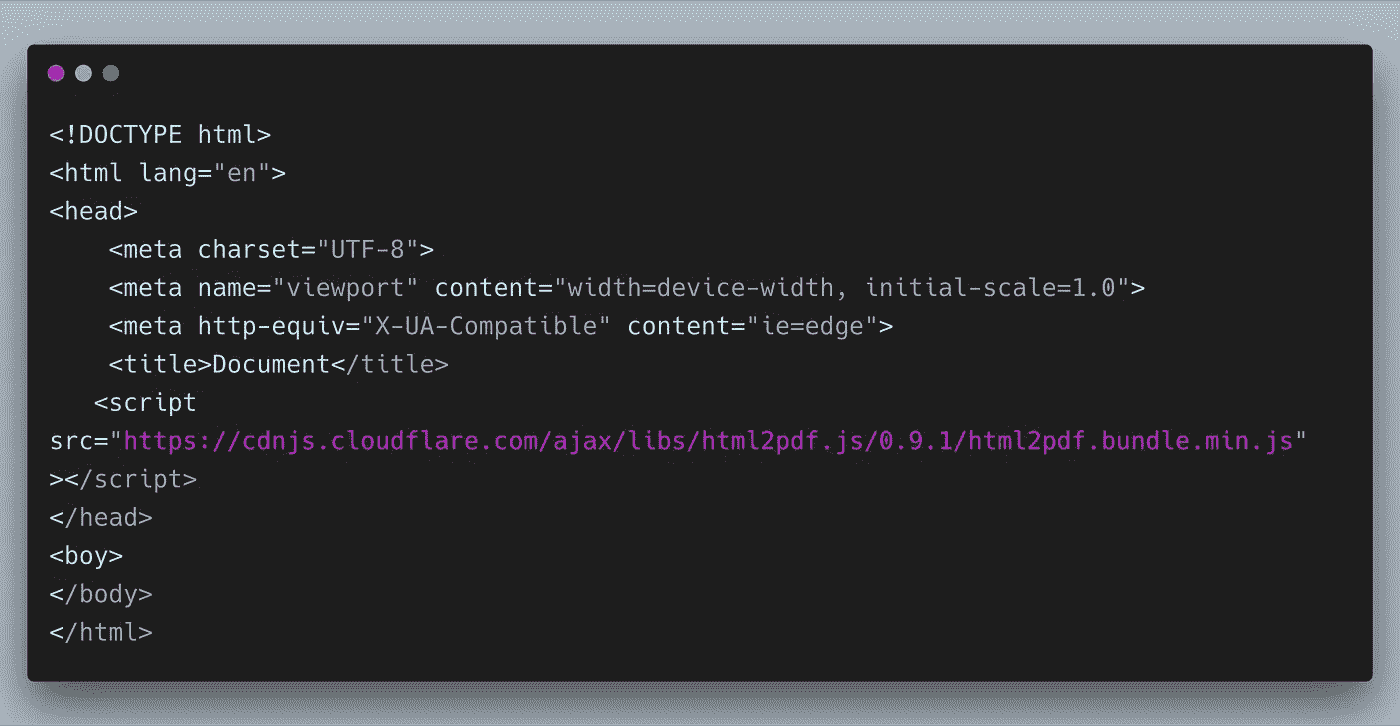 <!DOCTYPE html>
<html lang="en">
<head>
    <meta charset="UTF-8">
    <meta name="viewport" content="width=device-width, initial-scale=1.0">
    <meta http-equiv="X-UA-Compatible" content="ie=edge">
    <title>Document</title>
   <script
src="https://cdnjs.cloudflare.com/ajax/libs/html2pdf.js/0.9.1/html2pdf.bundle.min.js"
></script>
</head>
<boy>
</body>
</html>